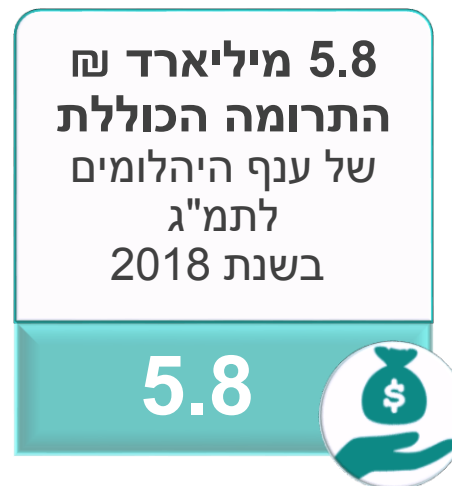 5.8 מיליארד ₪
התרומה הכוללת
של ענף היהלומים
לתמ"ג
בשנת 2018
5.8
$